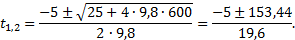 t₁,₂ = (−5 ± √(25 + 4 · 9,8 · 600)) / (2 · 9,8) = (−5 ± 153,44) / 19,6.